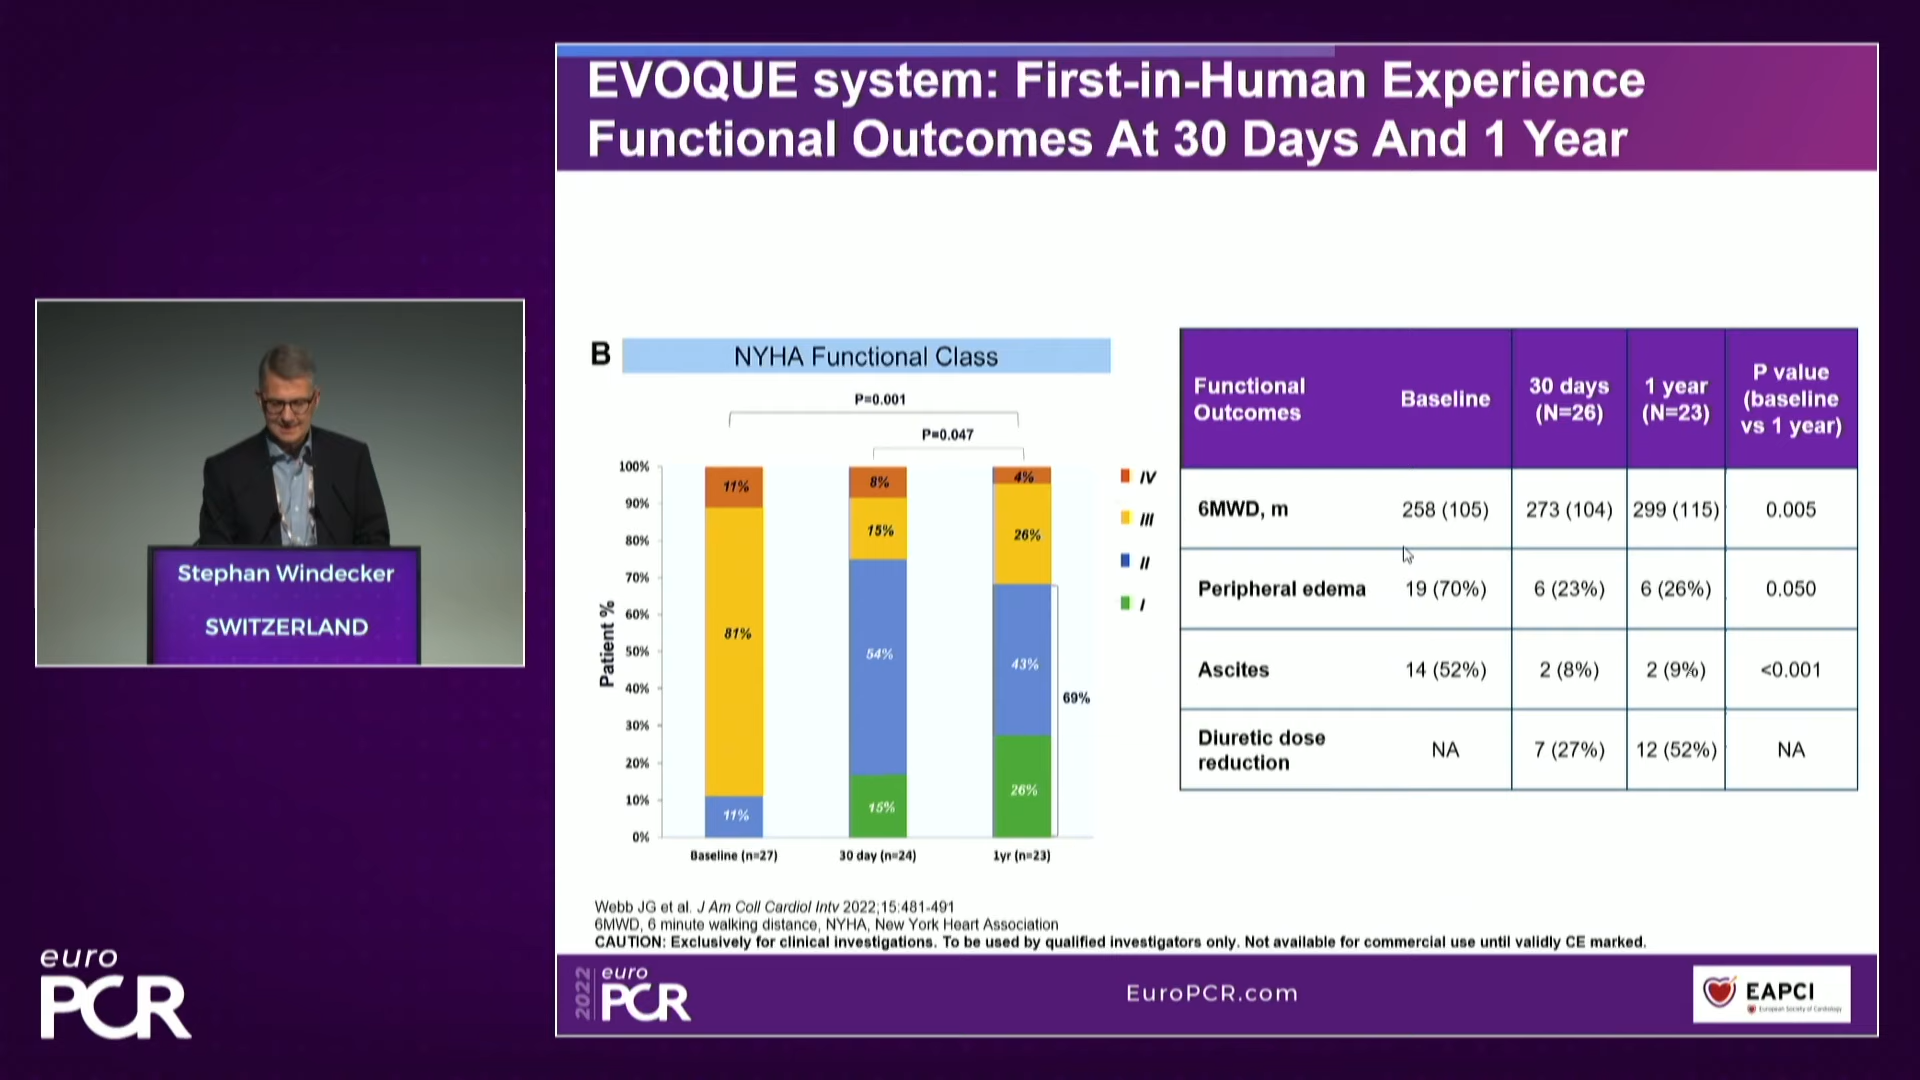 EVOQUE system: First-in-Human Experience
Functional Outcomes At 30 Days And 1 Year
B
NYHA Functional Class
P=0.001
P=0.047
Patient %
100%
90%
80%
70%
60%
50%
40%
30%
20%
10%
0%
11%
81%
11%
8%
15%
54%
15%
4%
26%
43%
26%
69%
IV
III
II
I
Baseline (n=27)
30 day (n=24)
1yr (n=23)
Functional Outcomes Baseline 30 days (N=26) 1 year (N=23) P value (baseline vs 1 year)
6MWD, m 258 (105) 273 (104) 299 (115) 0.005
Peripheral edema 19 (70%) 6 (23%) 6 (26%) 0.050
Ascites 14 (52%) 2 (8%) 2 (9%) <0.001
Diuretic dose reduction NA 7 (27%) 12 (52%) NA
Webb JG et al. J Am Coll Cardiol Intv 2022;15:481-491
6MWD, 6 minute walking distance, NYHA, New York Heart Association
CAUTION: Exclusively for clinical investigations. To be used by qualified investigators only. Not available for commercial use until validly CE marked.
2022
euro
PCR
EuroPCR.com
EAPCI
European Society of Cardiology
Stephan Windecker
SWITZERLAND
euro
PCR